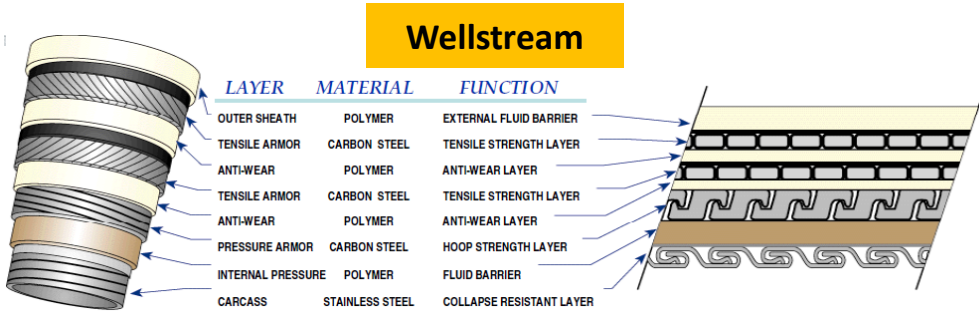 Wellstream
LAYER MATERIAL FUNCTION
OUTER SHEATH POLYMER EXTERNAL FLUID BARRIER
TENSILE ARMOR CARBON STEEL TENSILE STRENGTH LAYER
ANTI-WEAR POLYMER ANTI-WEAR LAYER
TENSILE ARMOR CARBON STEEL TENSILE STRENGTH LAYER
ANTI-WEAR POLYMER ANTI-WEAR LAYER
PRESSURE ARMOR CARBON STEEL HOOP STRENGTH LAYER
INTERNAL PRESSURE POLYMER FLUID BARRIER
CARCASS STAINLESS STEEL COLLAPSE RESISTANT LAYER